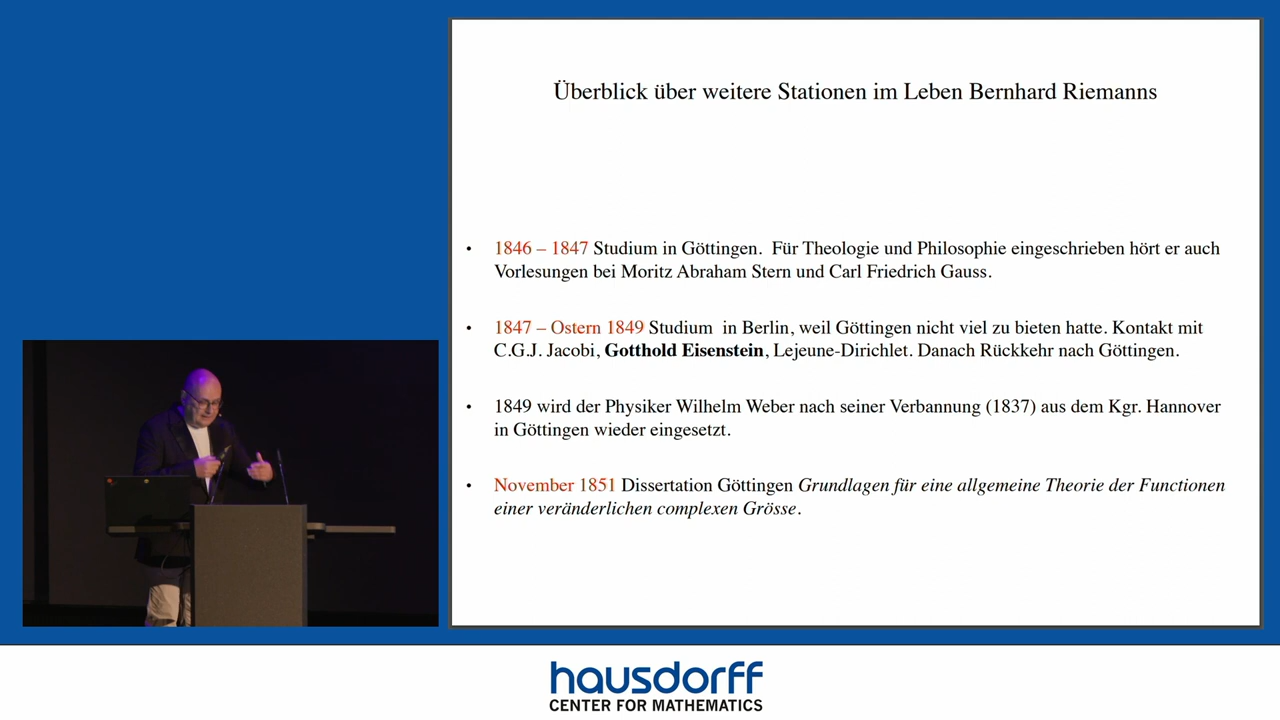 Überblick über weitere Stationen im Leben Bernhard Riemanns
• 1846 – 1847 Studium in Göttingen. Für Theologie und Philosophie eingeschrieben hört er auch
Vorlesungen bei Moritz Abraham Stern und Carl Friedrich Gauss.
• 1847 – Ostern 1849 Studium in Berlin, weil Göttingen nicht viel zu bieten hatte. Kontakt mit
C.G.J. Jacobi, Gotthold Eisenstein, Lejeune-Dirichlet. Danach Rückkehr nach Göttingen.
• 1849 wird der Physiker Wilhelm Weber nach seiner Verbannung (1837) aus dem Kgr. Hannover
in Göttingen wieder eingesetzt.
• November 1851 Dissertation Göttingen Grundlagen für eine allgemeine Theorie der Functionen
einer veränderlichen complexen Grösse.
hausdorff
CENTER FOR MATHEMATICS